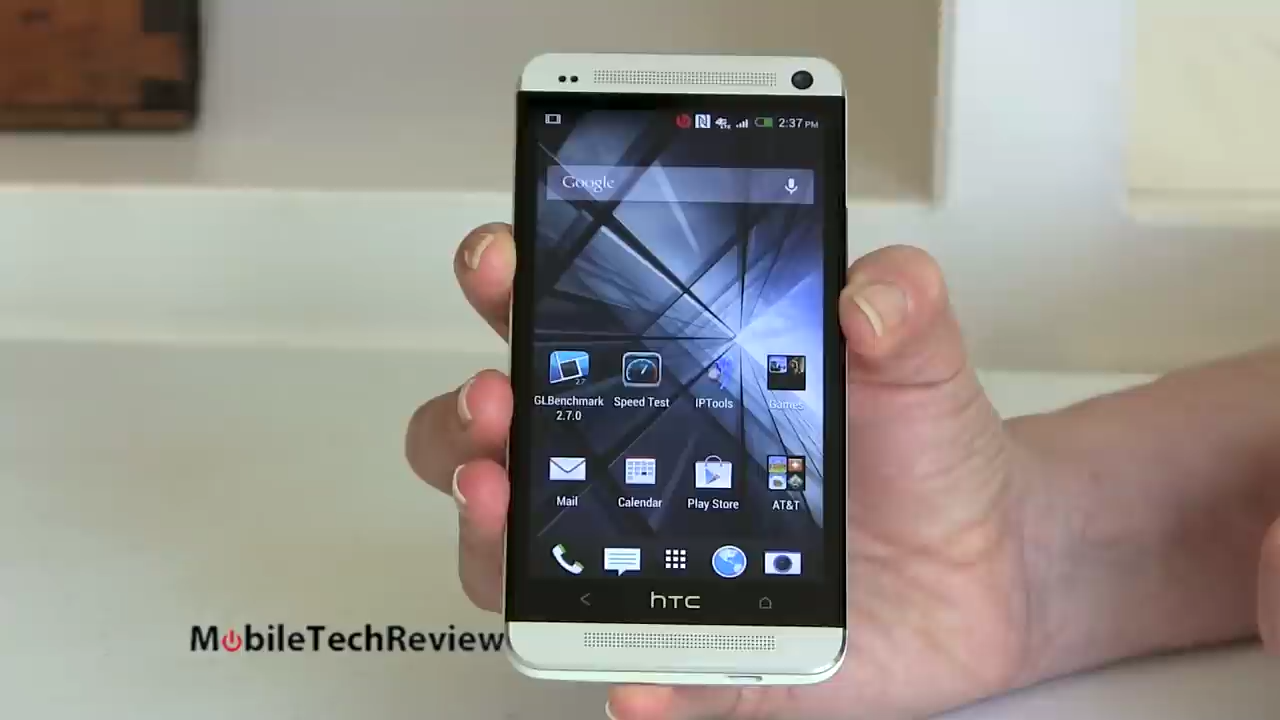 2:37 PM
Google
GLBenchmark
2.7.0
Speed Test
IPTools
Games
Mail
Calendar
Play Store
AT&T
hTC
MobileTechReview